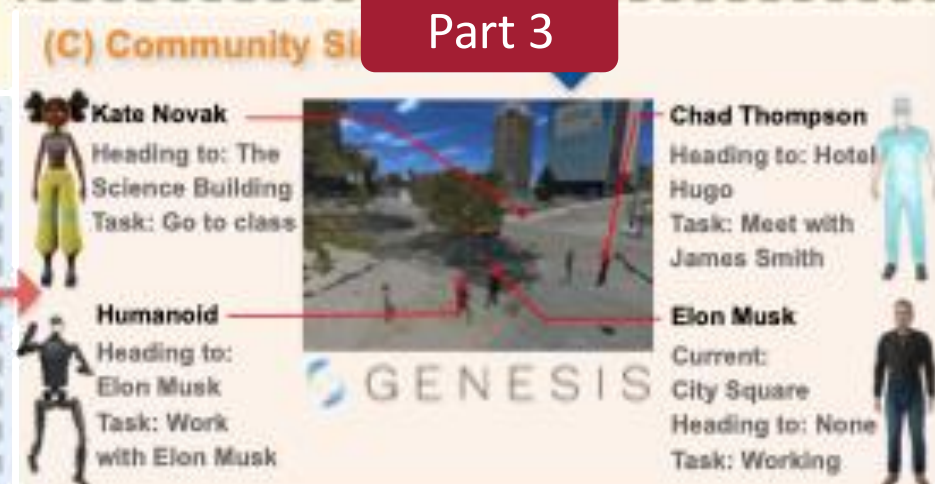 Part 3
(C) Community Si
Kate Novak
Heading to: The
Science Building
Task: Go to class
Humanoid
Heading to:
Elon Musk
Task: Work
with Elon Musk
GENESIS
Chad Thompson
Heading to: Hotel
Hugo
Task: Meet with
James Smith
Elon Musk
Current:
City Square
Heading to: None
Task: Working